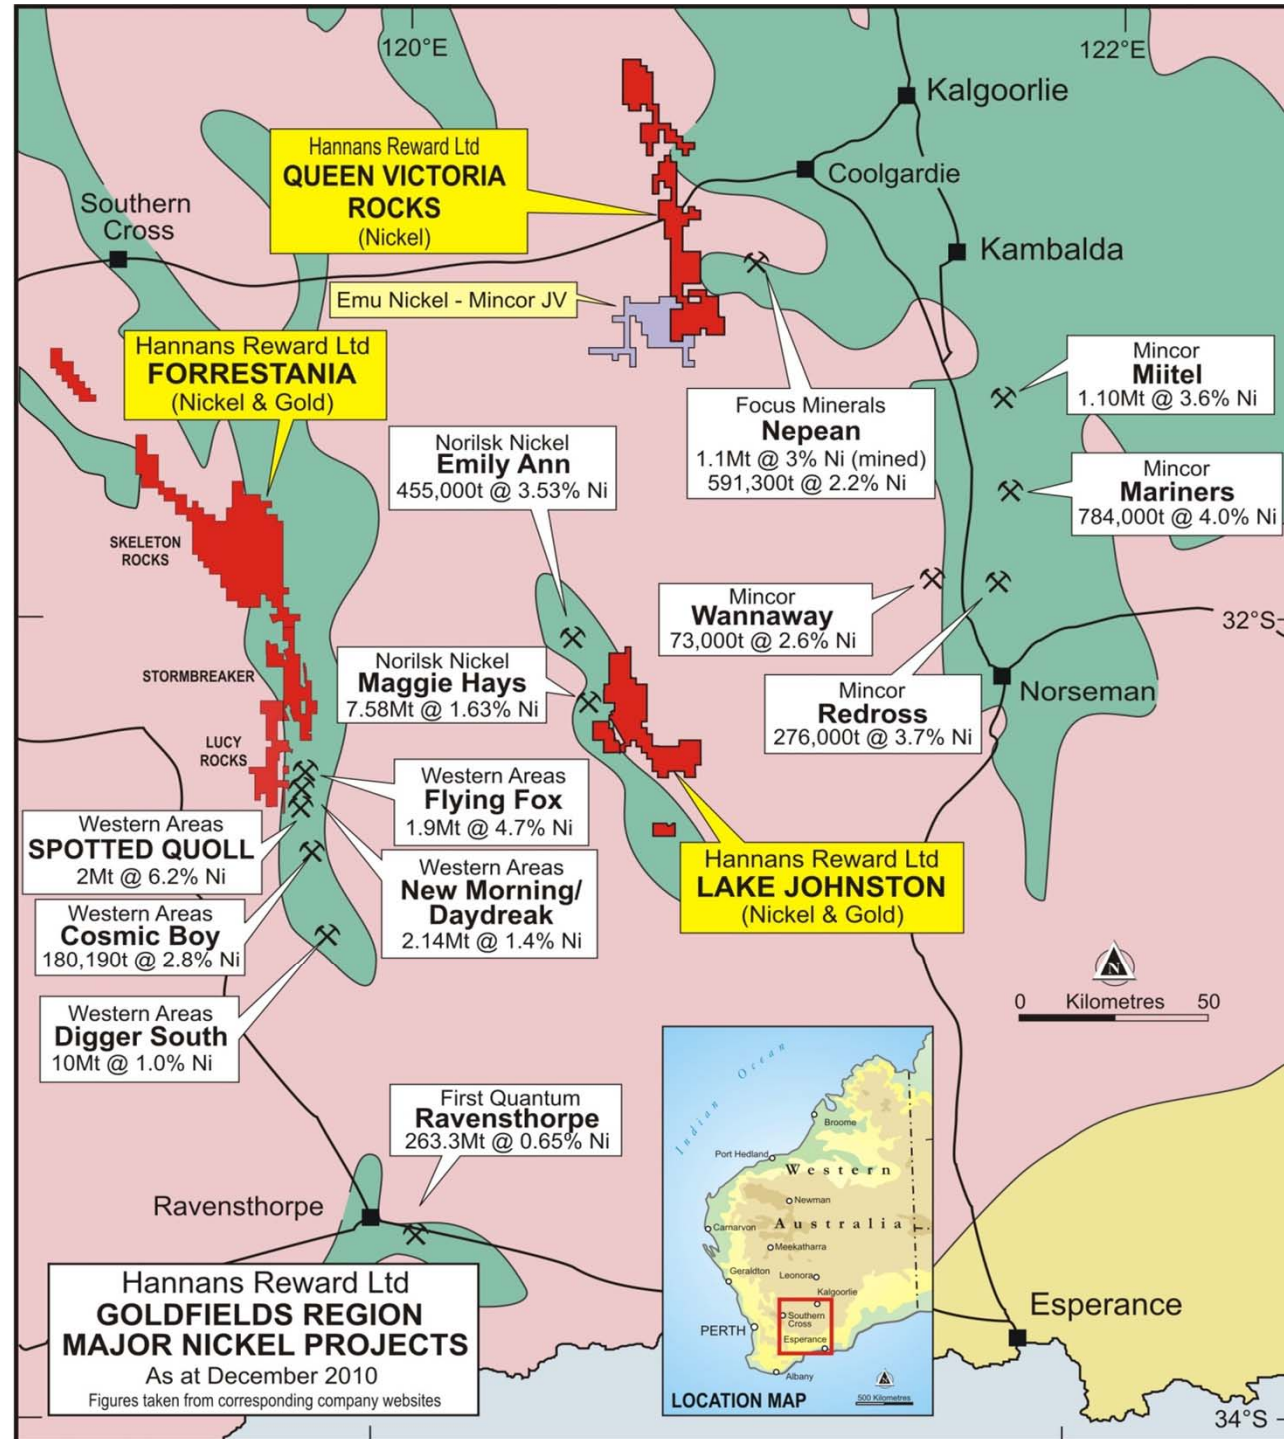 120°E
122°E
Kalgoorlie
Hannans Reward Ltd
QUEEN VICTORIA
ROCKS
(Nickel)
Coolgardie
Southern
Cross
Kambalda
Emu Nickel - Mincor JV
Hannans Reward Ltd
FORRESTANIA
(Nickel & Gold)
Mincor
Miitel
1.10Mt @ 3.6% Ni
Focus Minerals
Nepean
1.1Mt @ 3% Ni (mined)
591,300t @ 2.2% Ni
Norilsk Nickel
Emily Ann
455,000t @ 3.53% Ni
Mincor
Mariners
784,000t @ 4.0% Ni
SKELETON
ROCKS
Mincor
Wannaway
73,000t @ 2.6% Ni
32°S
Norilsk Nickel
Maggie Hays
7.58Mt @ 1.63% Ni
STORMBREAKER
Mincor
Redross
276,000t @ 3.7% Ni
Norseman
LUCY
ROCKS
Western Areas
Flying Fox
1.9Mt @ 4.7% Ni
Western Areas
SPOTTED QUOLL
2Mt @ 6.2% Ni
Western Areas
New Morning/
Daydreak
2.14Mt @ 1.4% Ni
Hannans Reward Ltd
LAKE JOHNSTON
(Nickel & Gold)
Western Areas
Cosmic Boy
180,190t @ 2.8% Ni
Western Areas
Digger South
10Mt @ 1.0% Ni
N
0 Kilometres 50
First Quantum
Ravensthorpe
263.3Mt @ 0.65% Ni
Ravensthorpe
Indian Ocean
Broome
Port Hedland
Western
Newman
Carnarvon
Australia
Meekatharra
Geraldton
Leonora
Kalgoorlie
Southern
Cross
PERTH
Esperance
Albany
LOCATION MAP
500 Kilometres
Esperance
Hannans Reward Ltd
GOLDFIELDS REGION
MAJOR NICKEL PROJECTS
As at December 2010
Figures taken from corresponding company websites
34°S